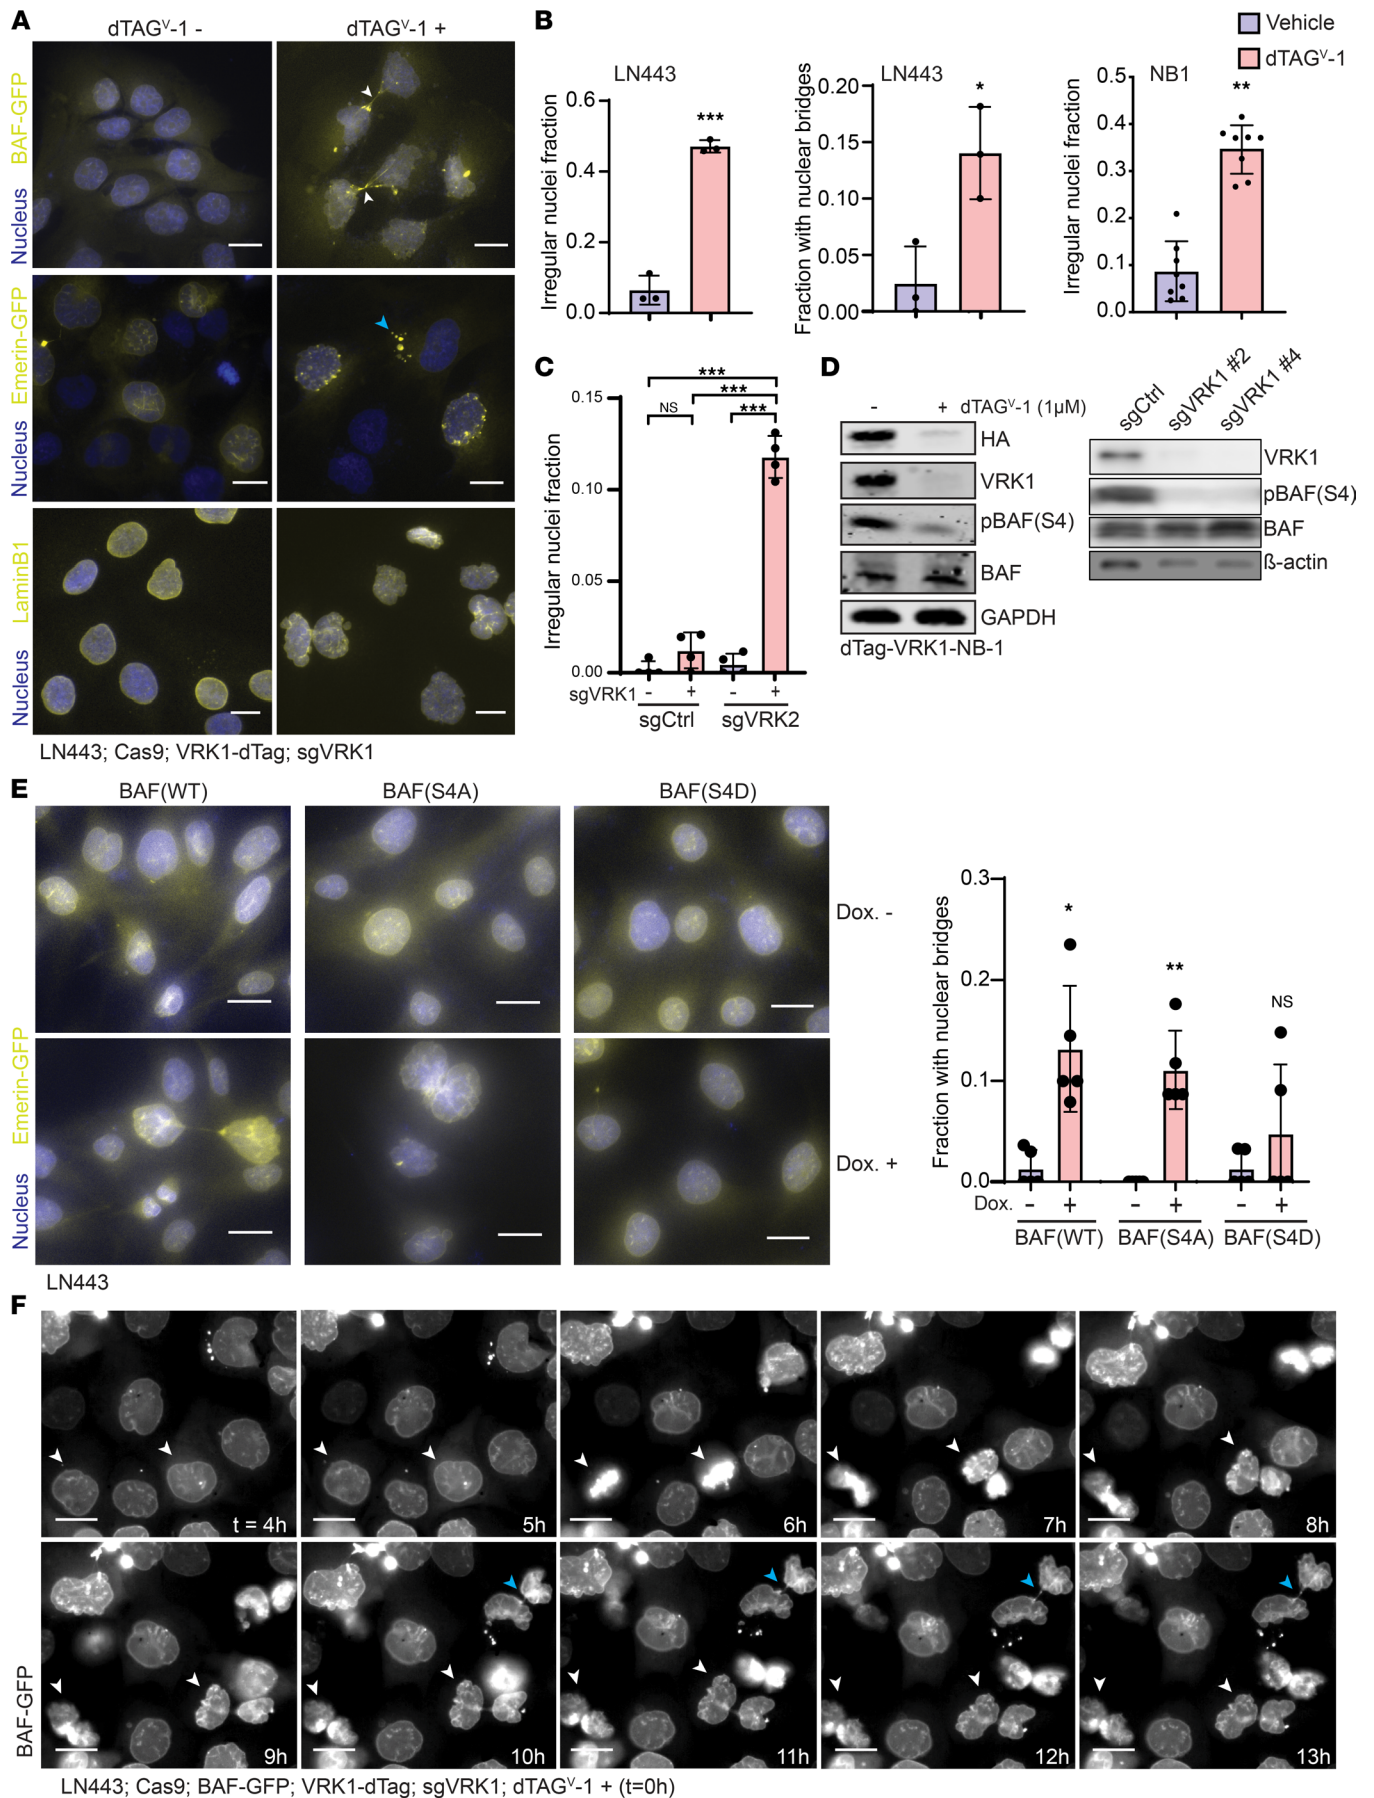 A
dTAGV-1 -
dTAGV-1 +
Nucleus BAF-GFP
Nucleus Emerin-GFP
Nucleus LaminB1
LN443; Cas9; VRK1-dTag; sgVRK1
B
Vehicle
dTAGV-1
LN443
Irregular nuclei fraction
0.6
0.4
0.2
0.0
***
LN443
Fraction with nuclear bridges
0.20
0.15
0.10
0.05
0.00
*
NB1
Irregular nuclei fraction
0.5
0.4
0.3
0.2
0.1
0.0
**
C
Irregular nuclei fraction
0.15
0.10
0.05
0.00
***
***
NS
***
sgVRK1 - + - +
sgCtrl sgVRK2
D
- + dTAGV-1 (1µM)
HA
VRK1
pBAF(S4)
BAF
GAPDH
dTag-VRK1-NB-1
sgCtrl
sgVRK1 #2
sgVRK1 #4
VRK1
pBAF(S4)
BAF
ß-actin
E
BAF(WT)
BAF(S4A)
BAF(S4D)
Nucleus Emerin-GFP
Dox. -
Dox. +
LN443
Fraction with nuclear bridges
0.3
0.2
0.1
0.0
*
**
NS
Dox. - + - + - +
BAF(WT) BAF(S4A) BAF(S4D)
F
BAF-GFP
t = 4h
5h
6h
7h
8h
9h
10h
11h
12h
13h
LN443; Cas9; BAF-GFP; VRK1-dTag; sgVRK1; dTAGV-1 + (t=0h)